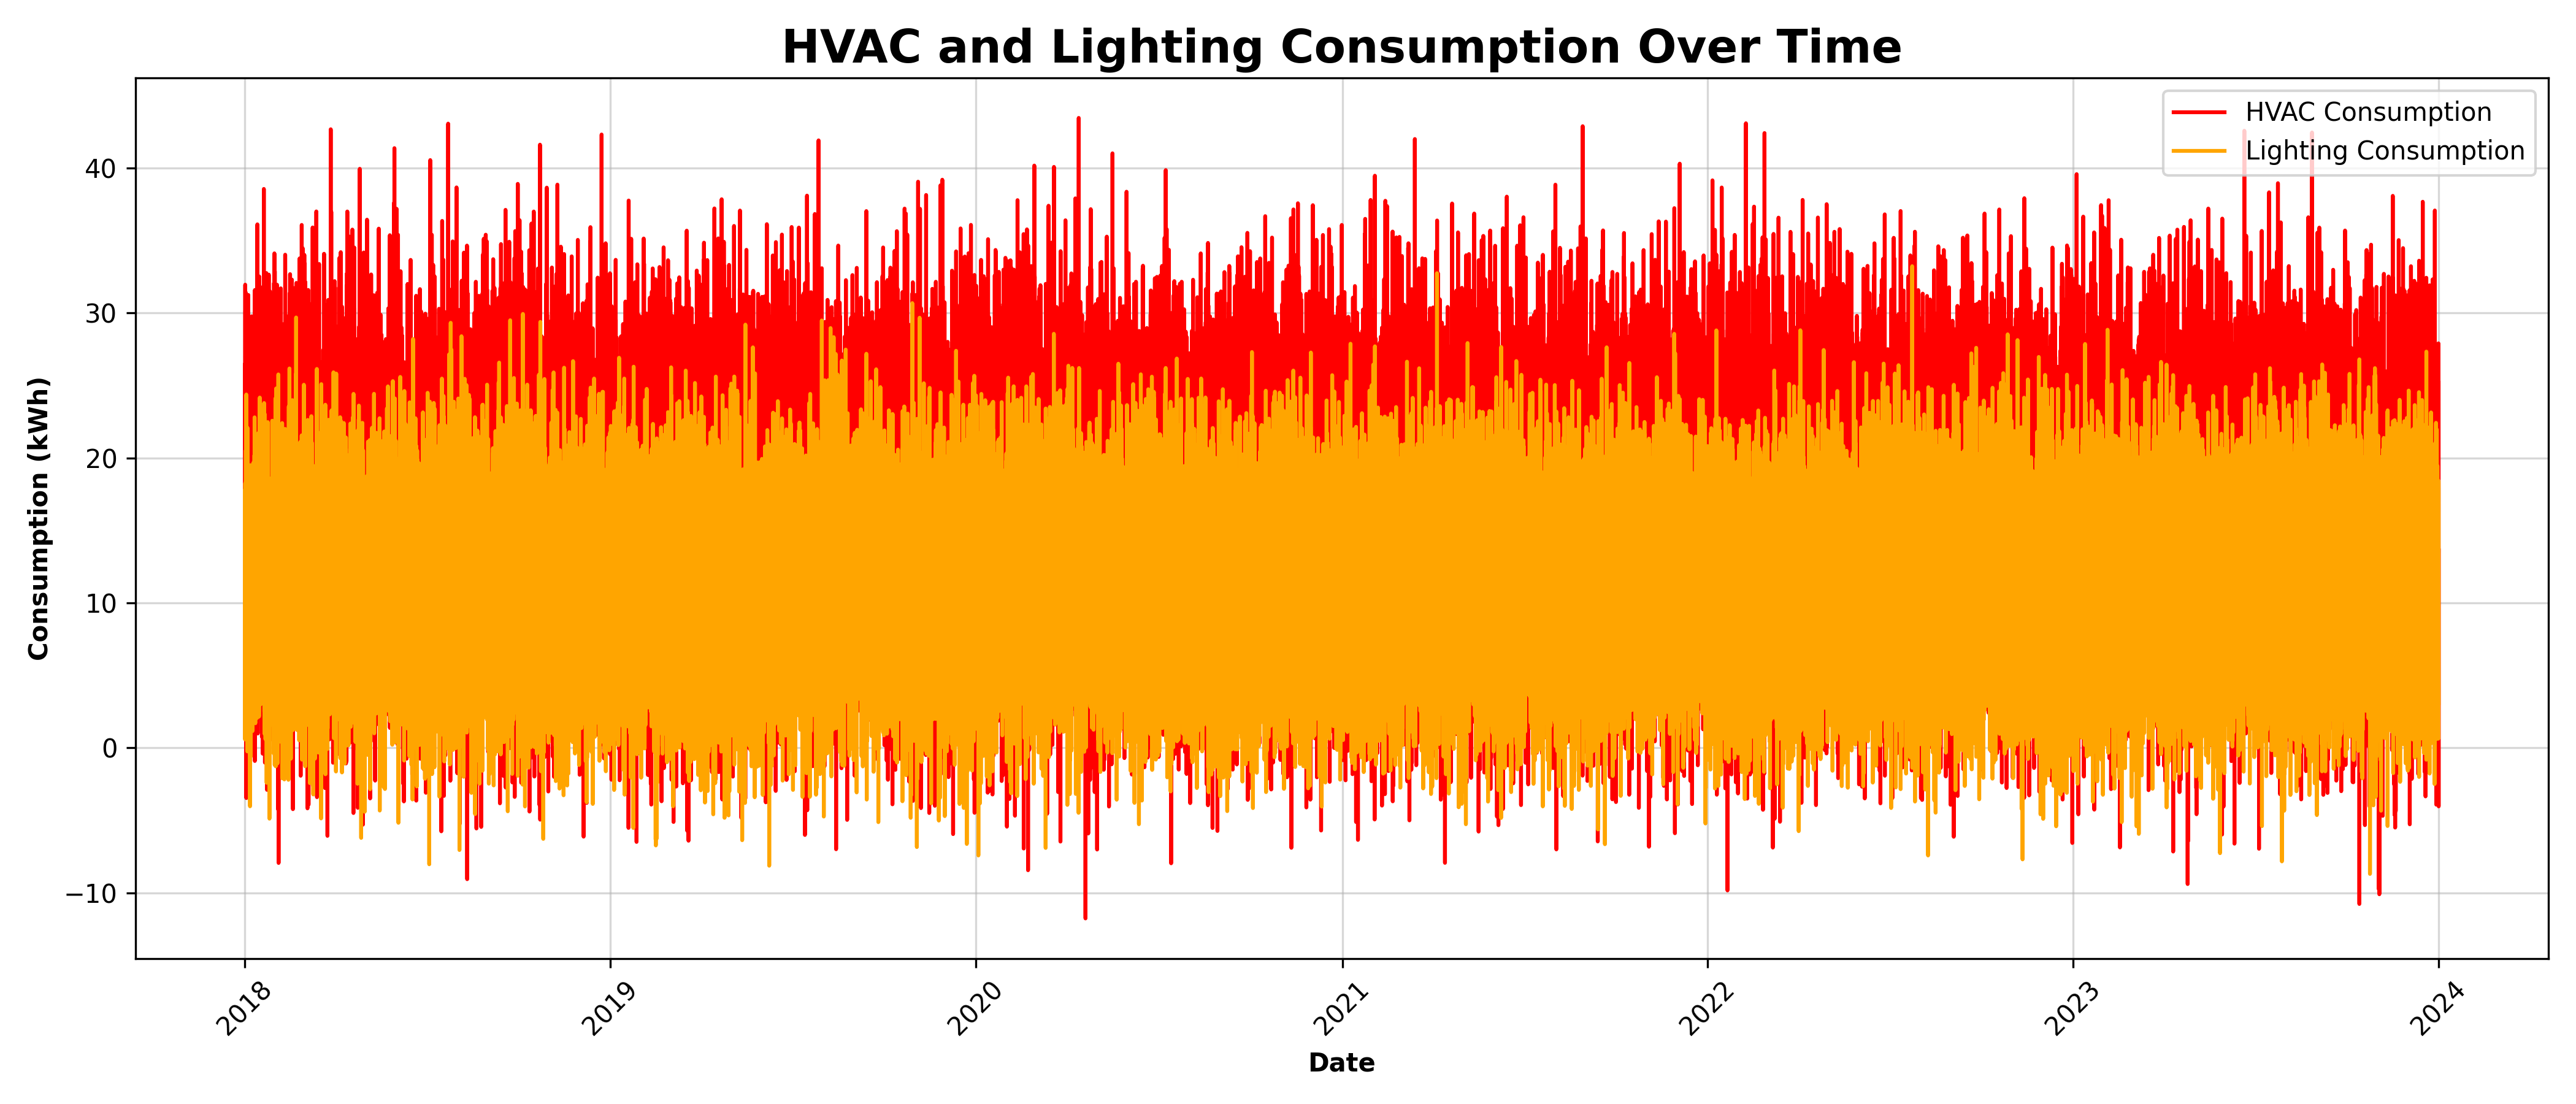 HVAC and Lighting Consumption Over Time
HVAC Consumption
Lighting Consumption
Consumption (kWh)
40
30
20
10
0
−10
2018
2019
2020
2021
2022
2023
2024
Date